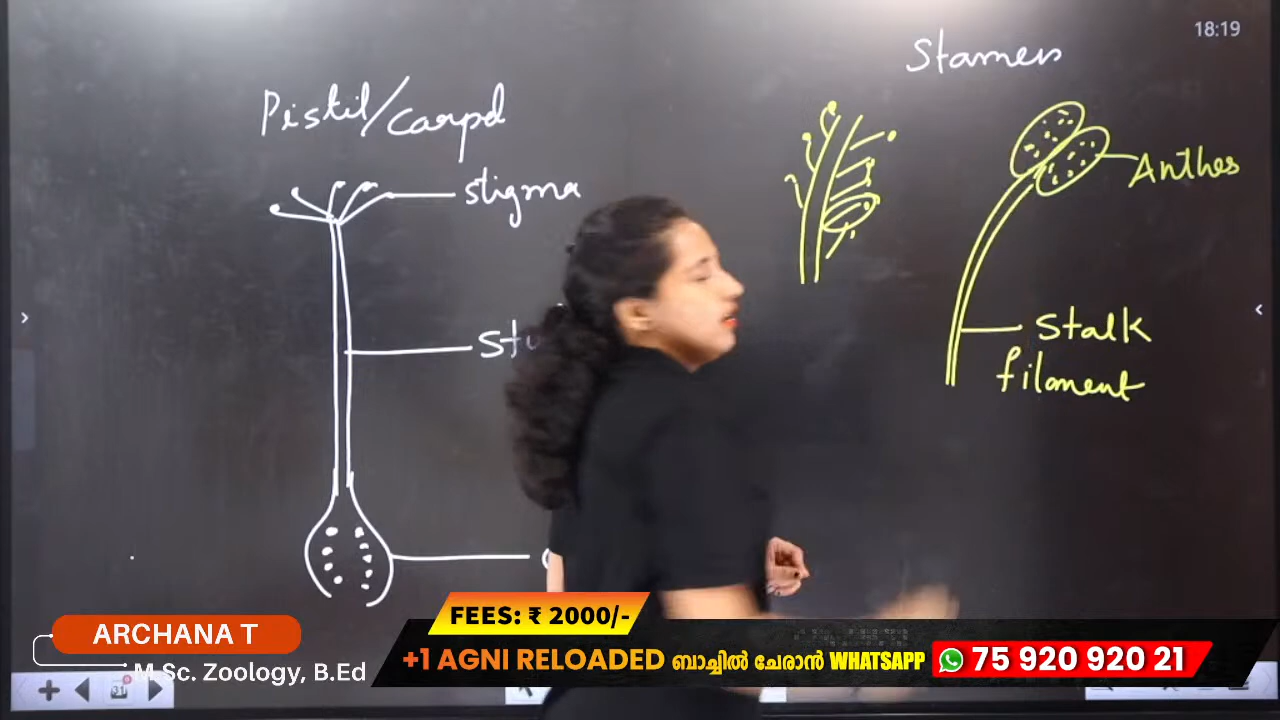 18:19
Stamens
Pistil/Carpel
Stigma
Anther
Stalk
filament
FEES: ₹ 2000/-
ARCHANA T
M.Sc. Zoology, B.Ed
+1 AGNI RELOADED ബാച്ചിൽ ചേരാൻ WHATSAPP 75 920 920 21